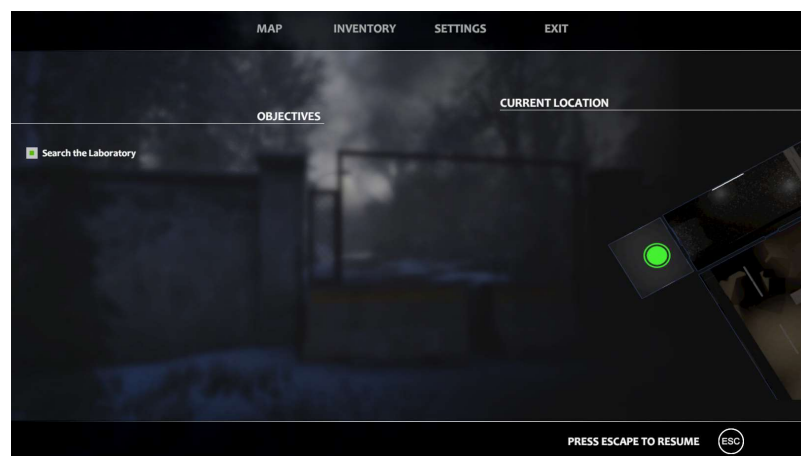 MAP INVENTORY SETTINGS EXIT
OBJECTIVES
CURRENT LOCATION
Search the Laboratory
PRESS ESCAPE TO RESUME ESC